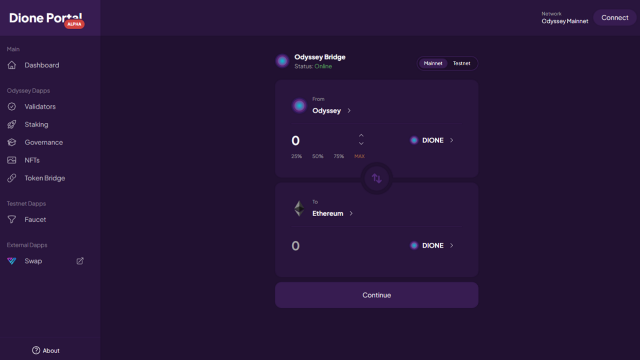 Dione Portal
ALPHA
Network
Odyssey Mainnet
Connect
Main
Dashboard
Odyssey Dapps
Validators
Staking
Governance
NFTs
Token Bridge
Testnet Dapps
Faucet
External Dapps
Swap
About
Odyssey Bridge
Status: Online
Mainnet
Testnet
From
Odyssey
0
DIONE
25%
50%
75%
MAX
To
Ethereum
0
DIONE
Continue